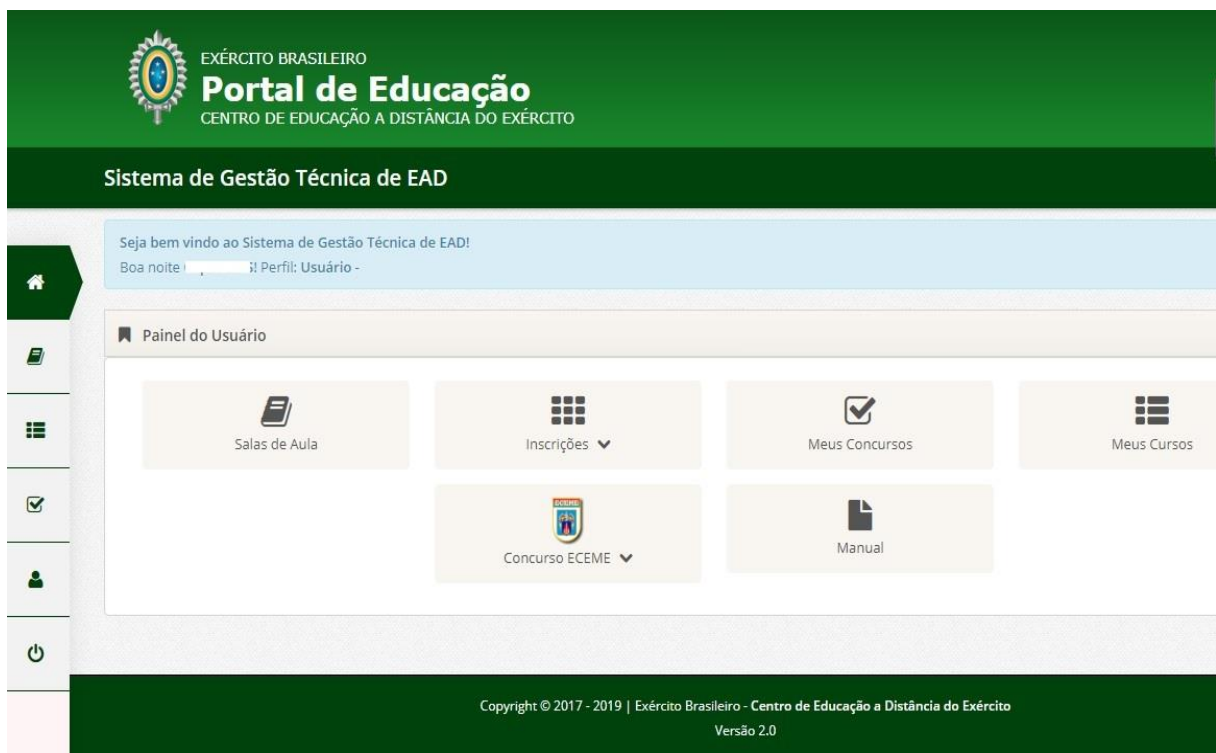 EXÉRCITO BRASILEIRO
Portal de Educação
CENTRO DE EDUCAÇÃO A DISTÂNCIA DO EXÉRCITO
Sistema de Gestão Técnica de EAD
Seja bem vindo ao Sistema de Gestão Técnica de EAD!
Boa noite ! Perfil: Usuário -
Painel do Usuário
Salas de Aula
Inscrições
Meus Concursos
Meus Cursos
ECEME
Concurso ECEME
Manual
Copyright © 2017 - 2019 | Exército Brasileiro - Centro de Educação a Distância do Exército
Versão 2.0